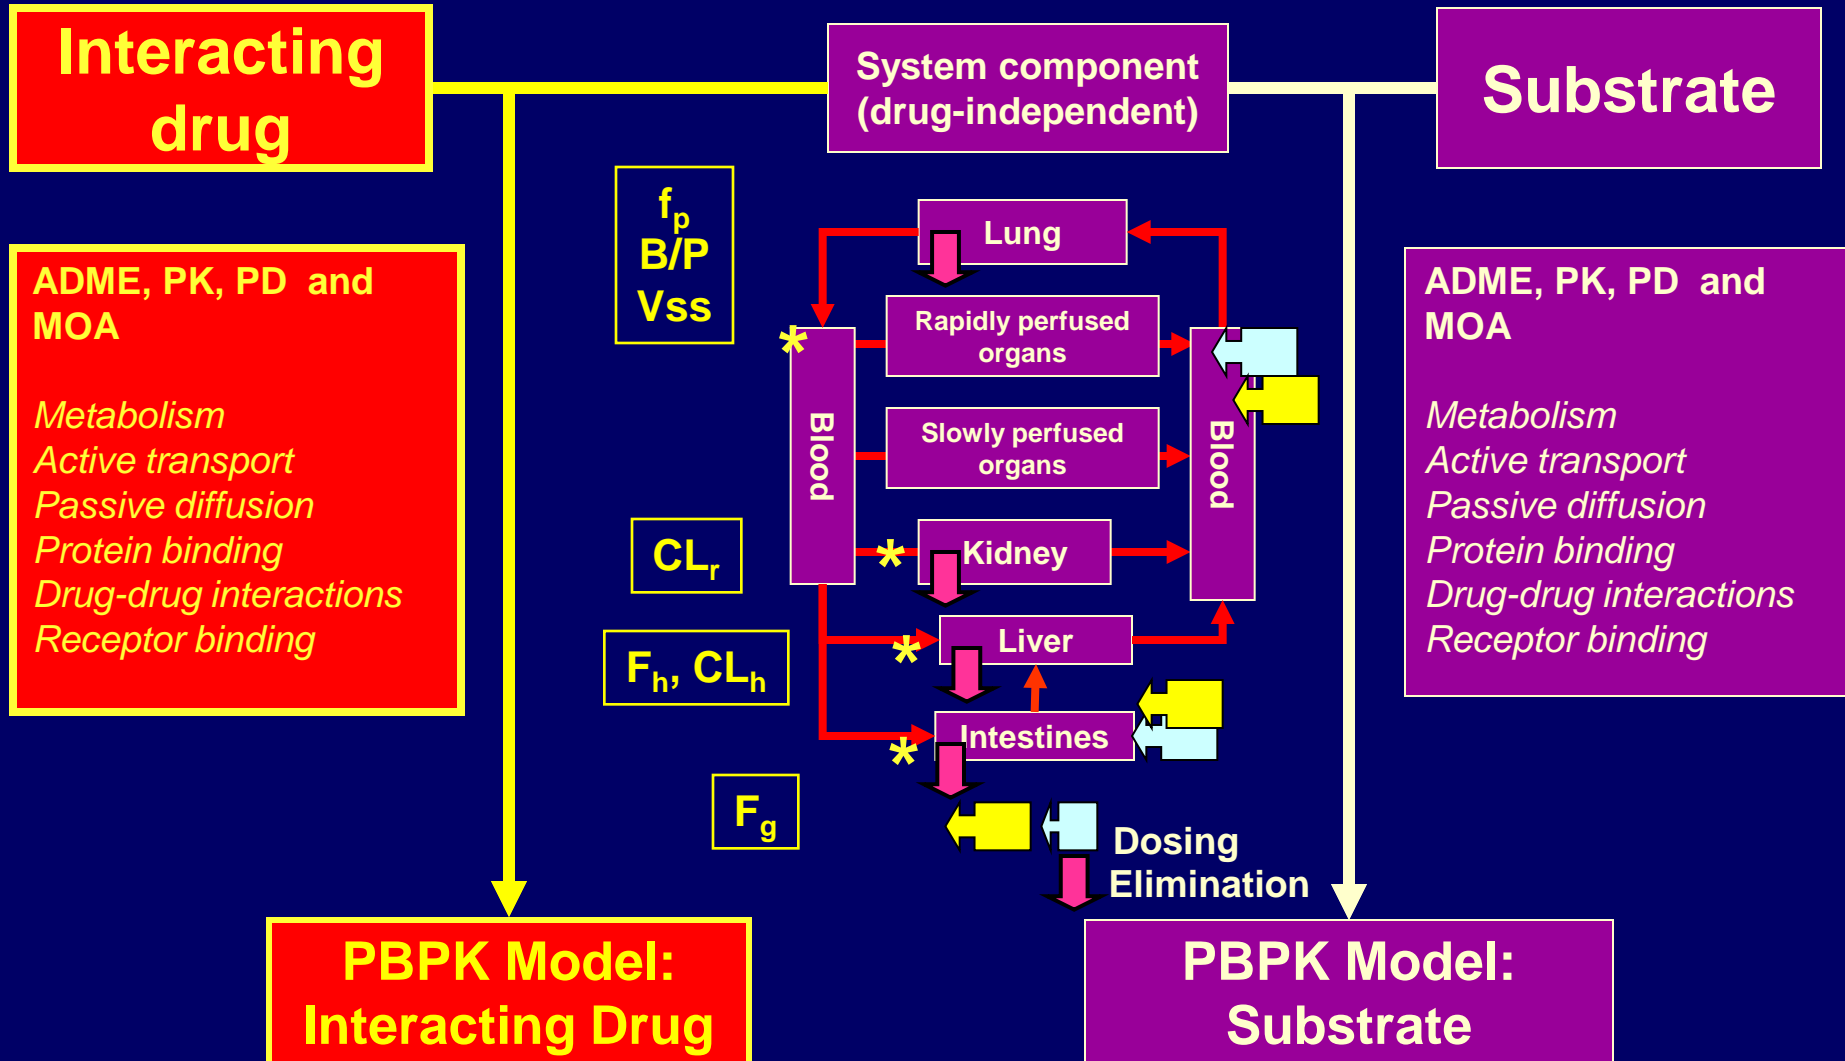 Interacting
drug
System component
(drug-independent)
Substrate
ADME, PK, PD and
MOA
Metabolism
Active transport
Passive diffusion
Protein binding
Drug-drug interactions
Receptor binding
fp
B/P
Vss
CLr
Fh, CLh
Fg
*
*
*
*
Lung
Rapidly perfused
organs
Slowly perfused
organs
Blood
Blood
Kidney
Liver
Intestines
Dosing
Elimination
ADME, PK, PD and
MOA
Metabolism
Active transport
Passive diffusion
Protein binding
Drug-drug interactions
Receptor binding
PBPK Model:
Interacting Drug
PBPK Model:
Substrate